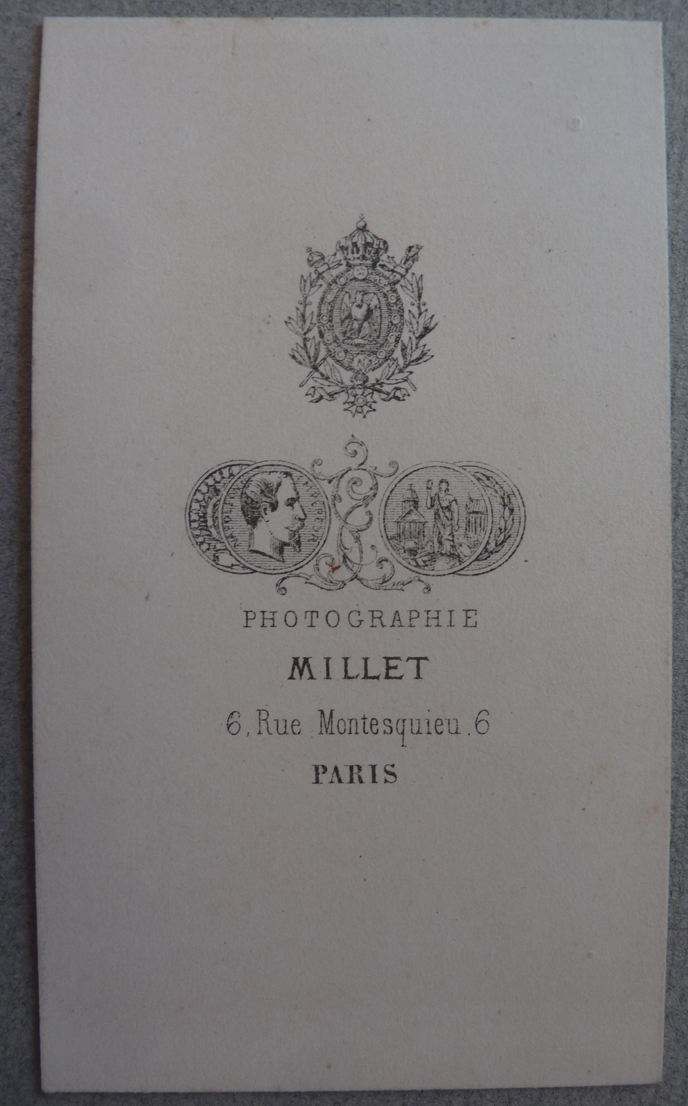 PHOTOGRAPHIE
MILLET
6, Rue Montesquieu, 6
PARIS